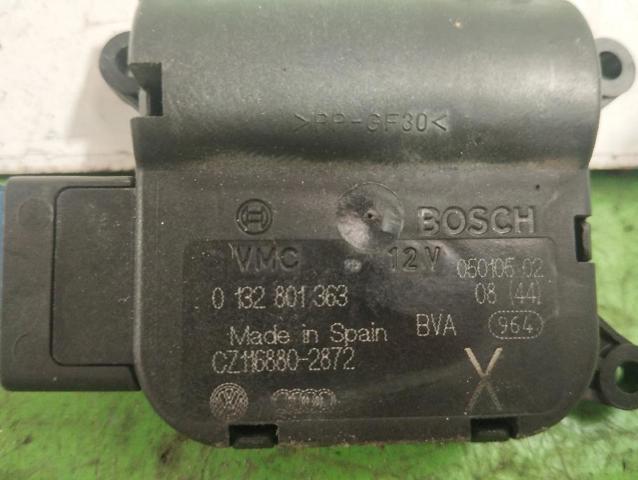 >PP-GF30<
BOSCH
VMC 12V 050105 02
0 132 801 363 08 (44)
Made in Spain BVA 964
CZ116880-2872 X